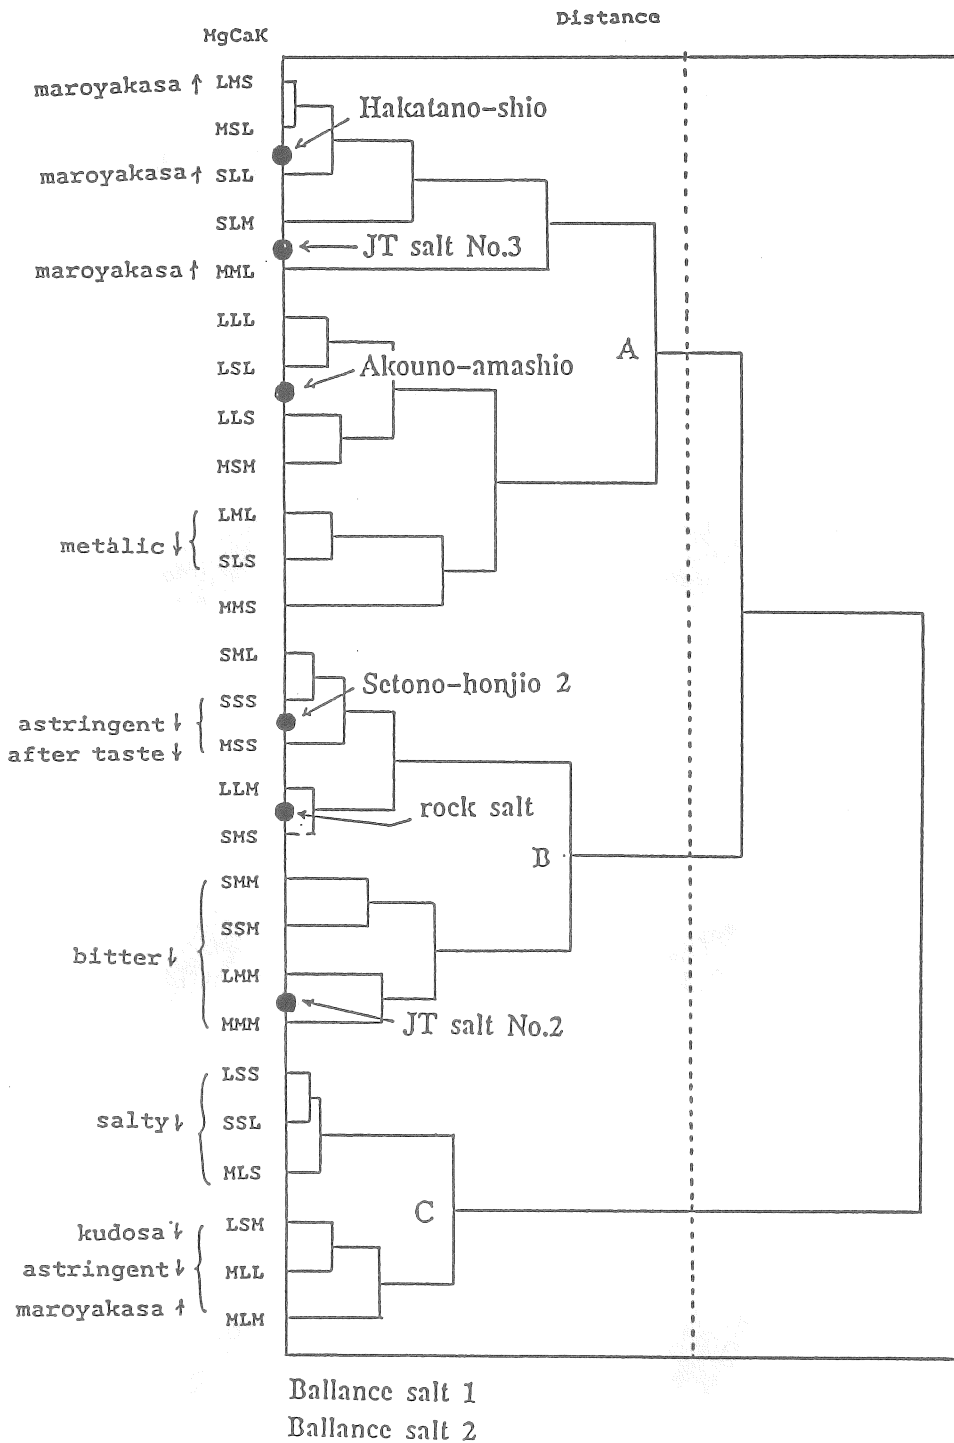 Distance
MgCaK
maroyakasa ↑ LMS
Hakatano-shio
MSL
maroyakasa ↑ SLL
SLM
JT salt No.3
maroyakasa ↑ MML
LLL
A
LSL
Akouno-amashio
LLS
MSM
LML
metalic ↓
SLS
MMS
SML
Setono-honjio 2
SSS
astringent ↓
MSS
after taste ↓
LLM
rock salt
SMS
B
SMM
SSM
bitter ↓
LMM
MMM
JT salt No.2
LSS
salty ↓ SSL
MLS
C
LSM
kudosa ↓
astringent ↓ MLL
maroyakasa ↑
MLM
Ballance salt 1
Ballance salt 2